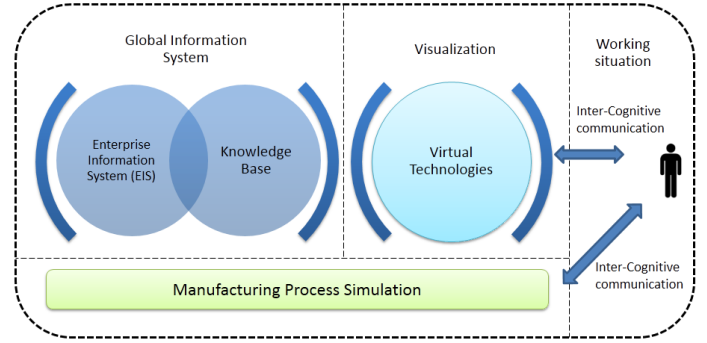 Global Information
System
Visualization
Working
situation
Enterprise
Information
System (EIS)
Knowledge
Base
Virtual
Technologies
Inter-Cognitive
communication
Inter-Cognitive
communication
Manufacturing Process Simulation